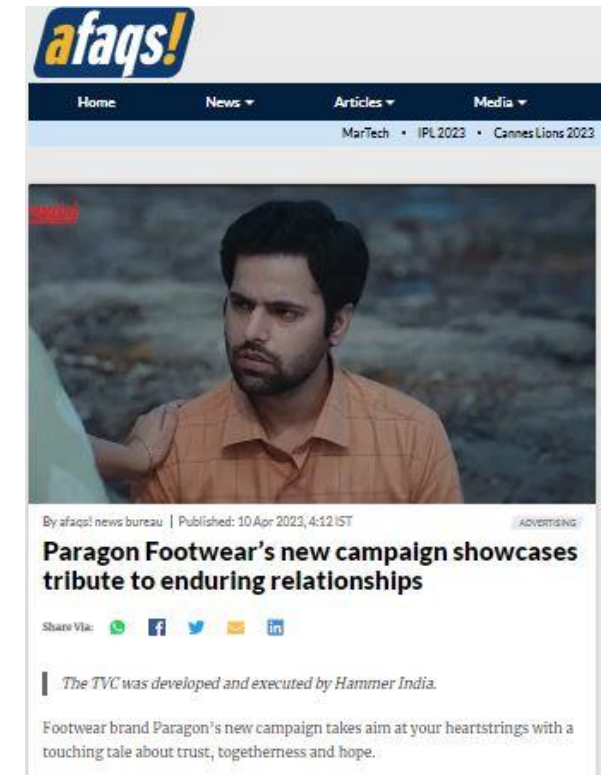 afaqs!
Home News Articles Media
MarTech • IPL 2023 • Cannes Lions 2023
By afaqs! news bureau | Published: 10 Apr 2023, 4:12 IST
ADVERTISING
Paragon Footwear’s new campaign showcases
tribute to enduring relationships
Share Via:
The TVC was developed and executed by Hammer India.
Footwear brand Paragon’s new campaign takes aim at your heartstrings with a
touching tale about trust, togetherness and hope.